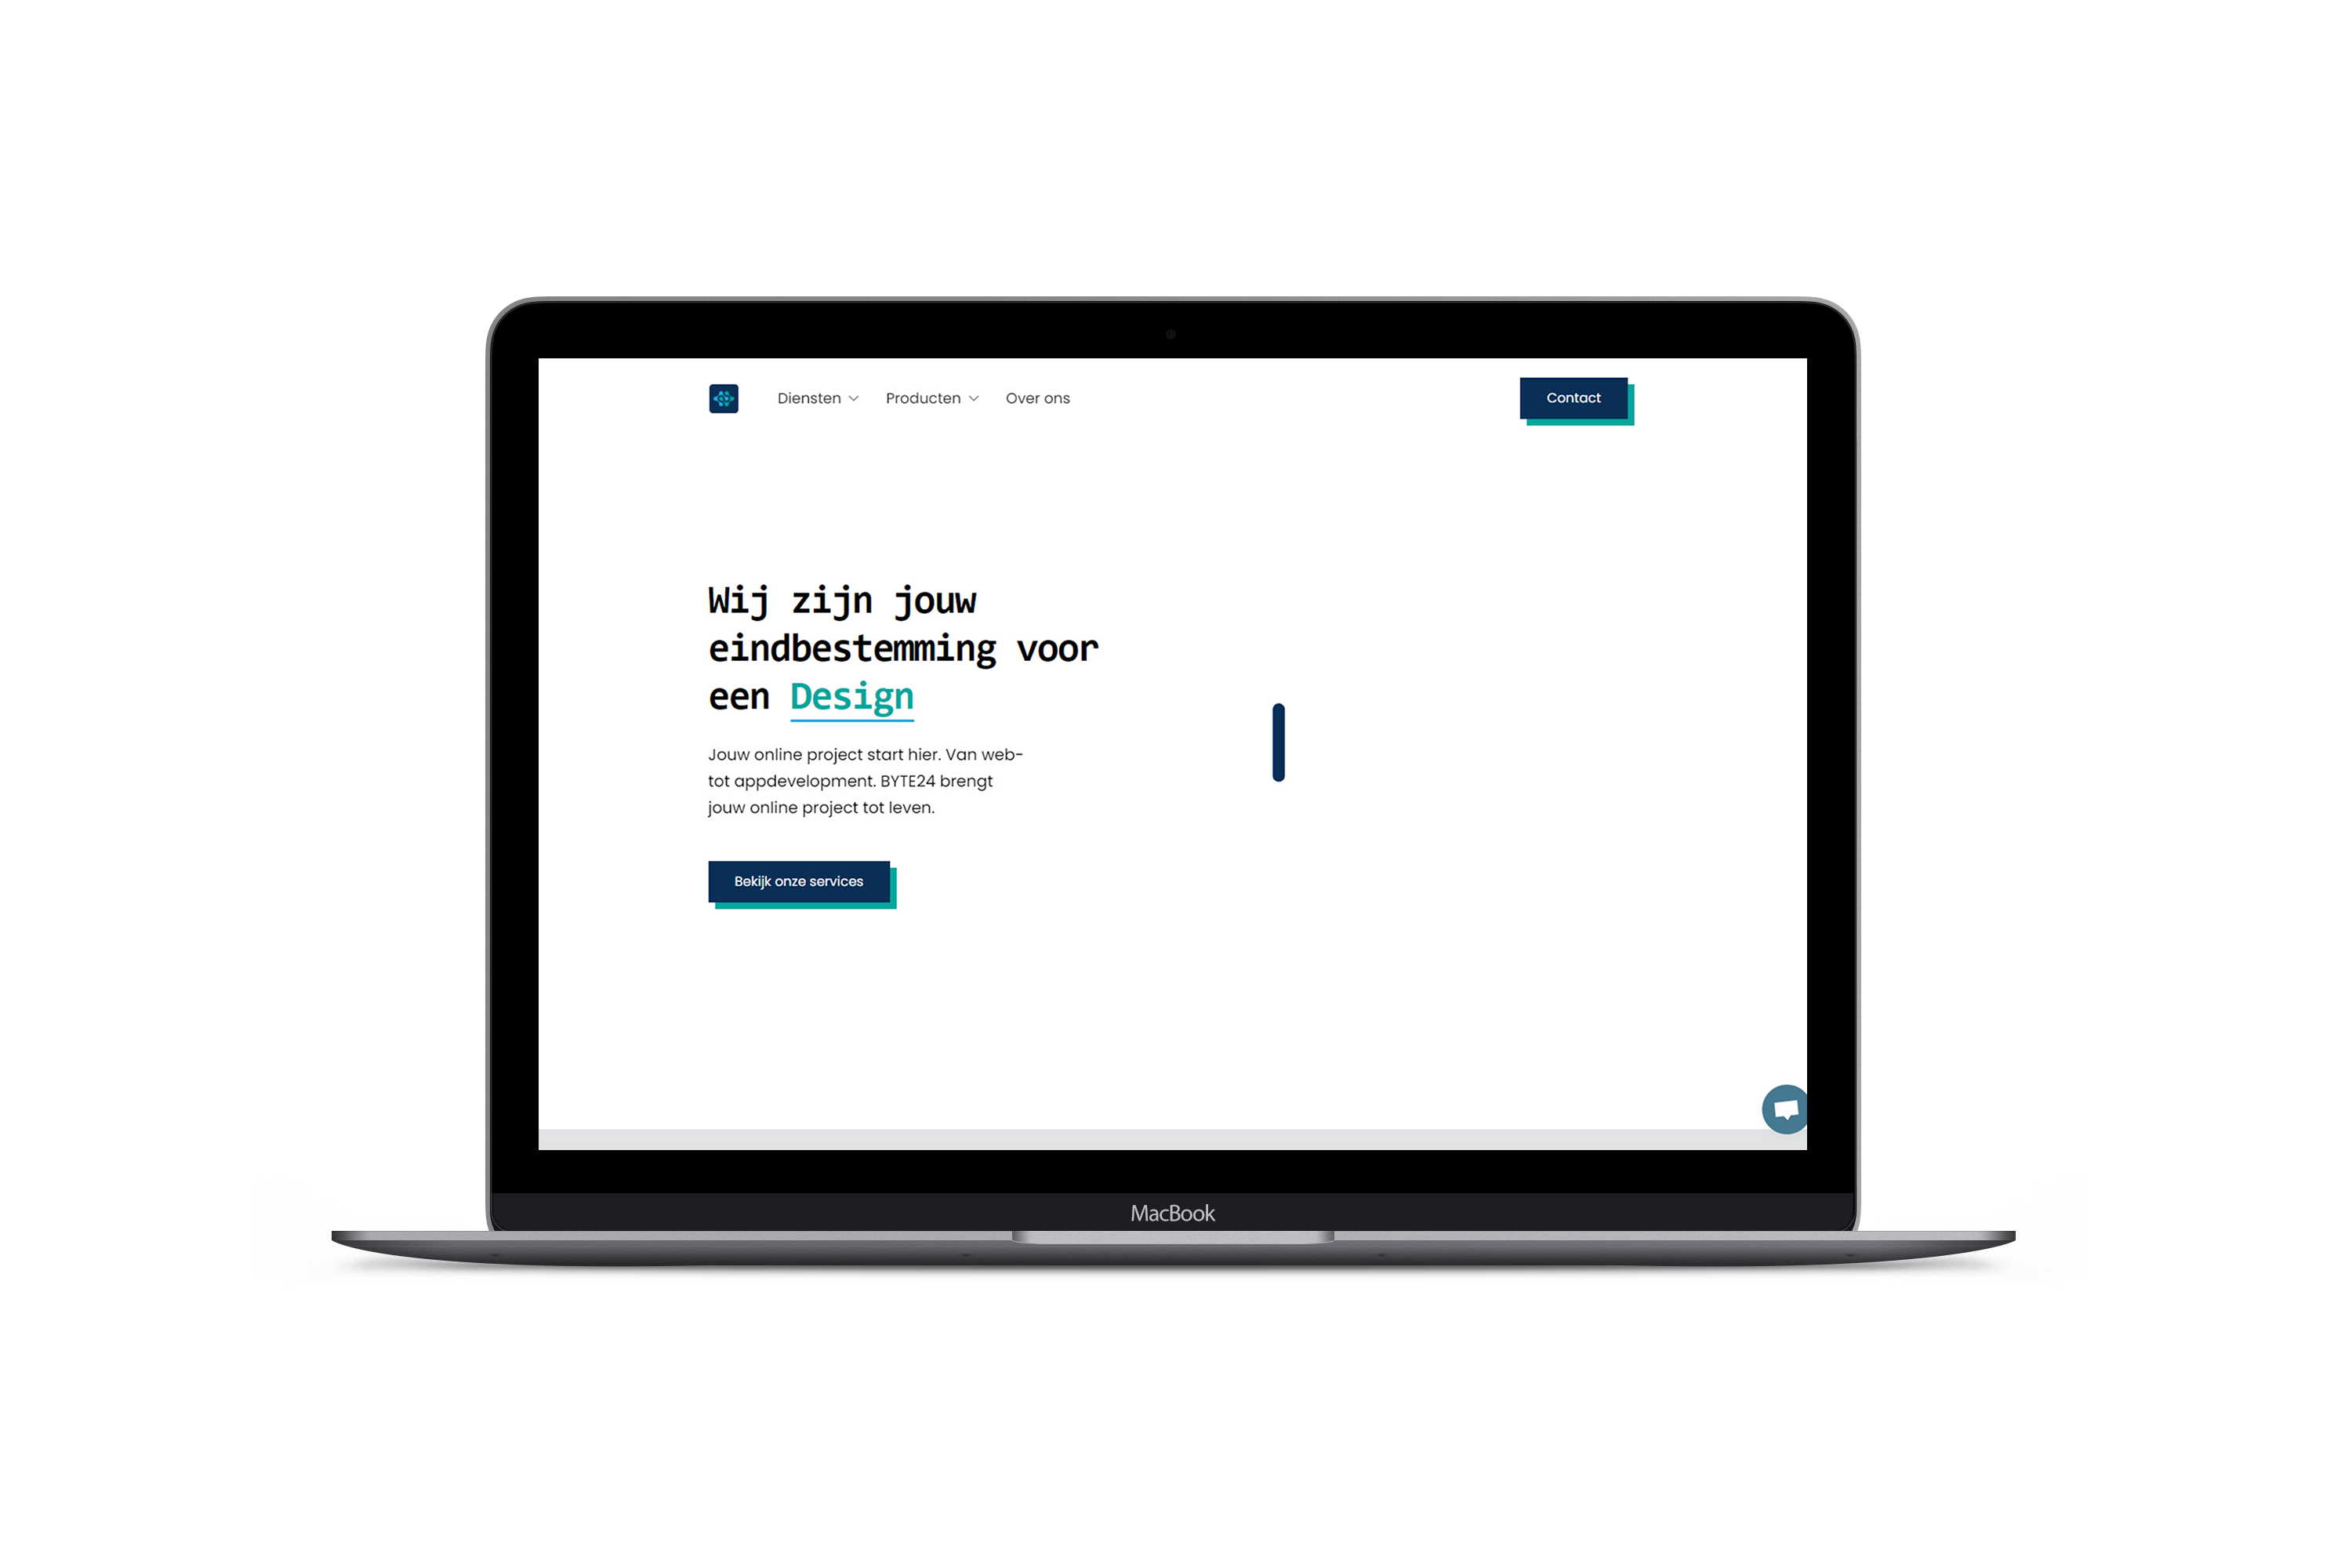 Diensten
Producten
Over ons
Contact
Wij zijn jouw
eindbestemming voor
een Design
Jouw online project start hier. Van web-
tot appdevelopment. BYTE24 brengt
jouw online project tot leven.
Bekijk onze services
MacBook